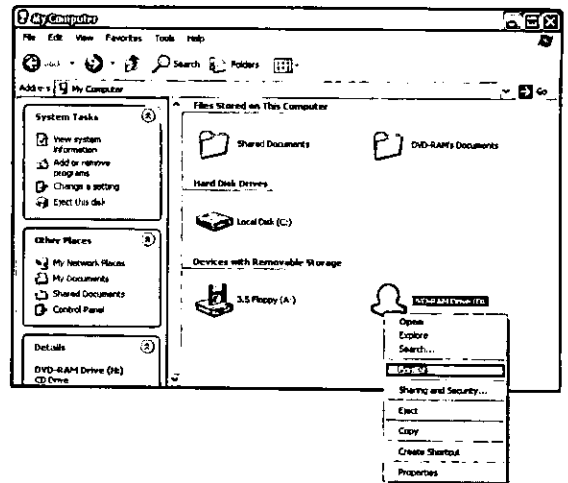 My Computer
File Edit View Favorites Tools Help
Search Folders
Address My Computer Go
System Tasks
View system information
Add or remove programs
Change a setting
Eject this disk
Other Places
My Network Places
My Documents
Shared Documents
Control Panel
Details
DVD-RAM Drive (H:)
CD Drive
Files Stored on This Computer
Shared Documents
DVD-RAM's Documents
Hard Disk Drives
Local Disk (C:)
Devices with Removable Storage
3.5 Floppy (A:)
DVD-RAM Drive
Open
Explore
Search...
Sharing and Security...
Eject
Copy
Create Shortcut
Properties